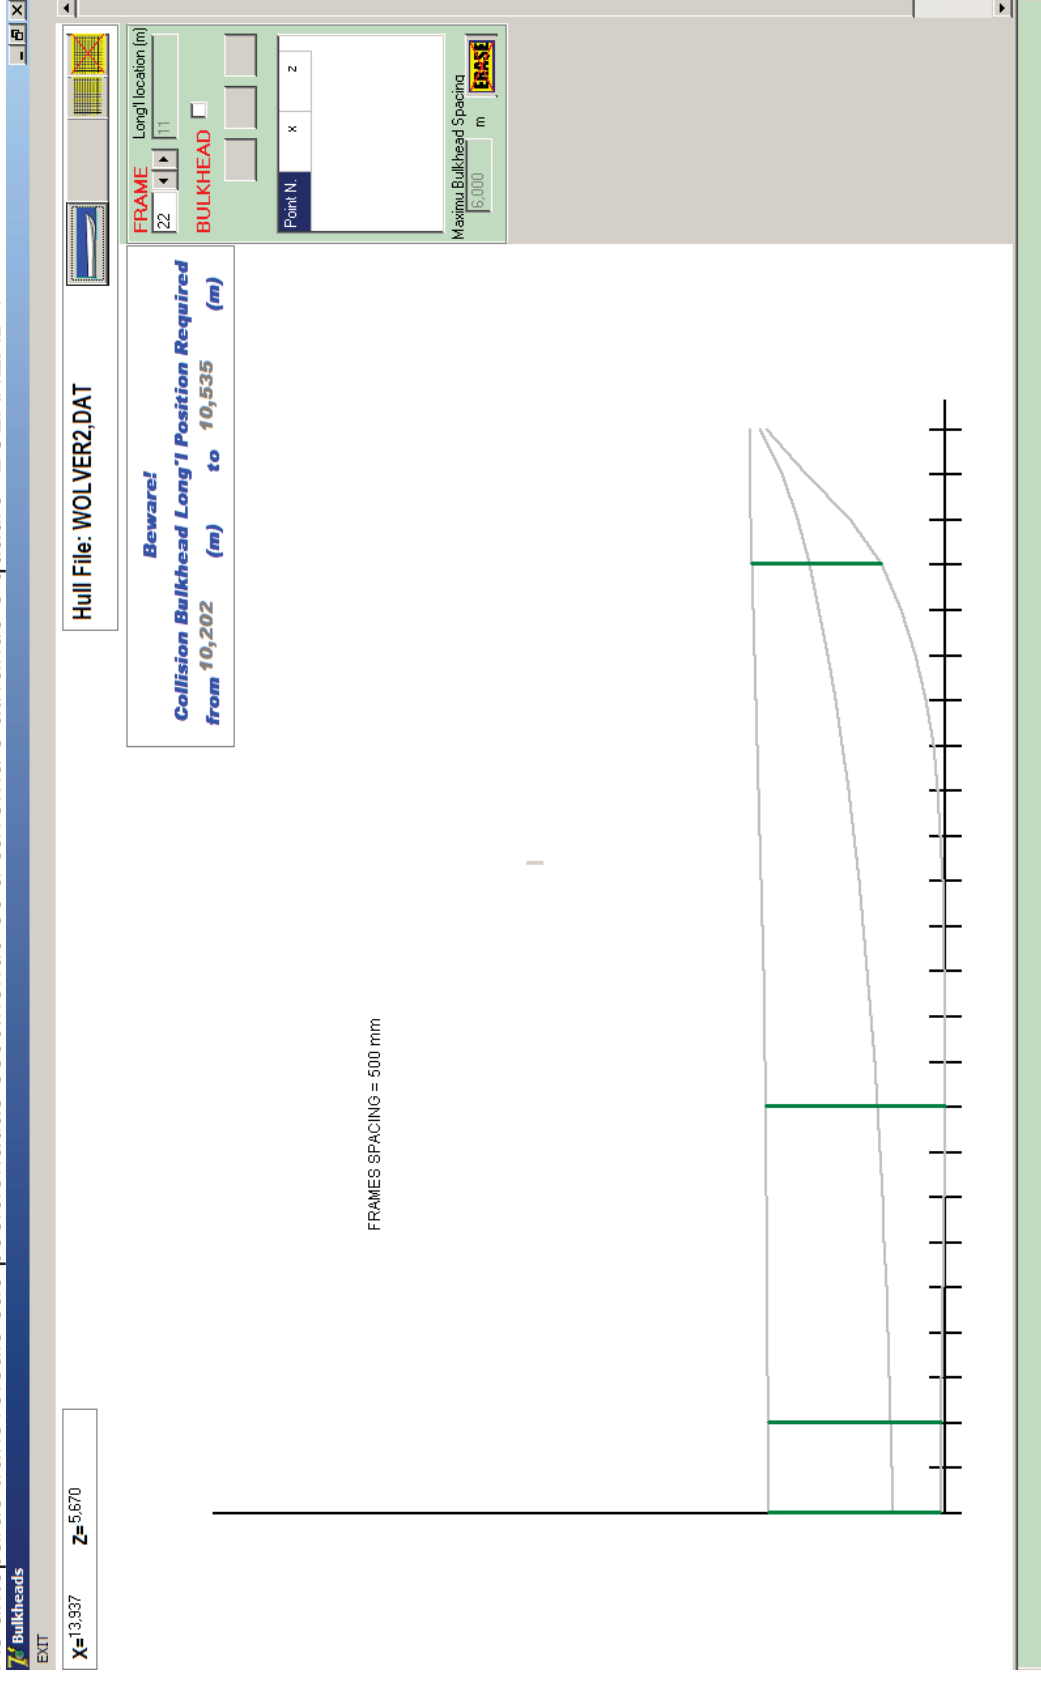 Bulkheads
EXIT
X=13,937 Z=5,670
Hull File: WOLVER2,DAT
Beware!
Collision Bulkhead Long'l Position Required
from 10,202 (m) to 10,535 (m)
FRAME Long'l location (m)
22 11
BULKHEAD
Point N. X Z
Maximu Bulkhead Spacing
6,000 m
ERASE
FRAMES SPACING = 500 mm